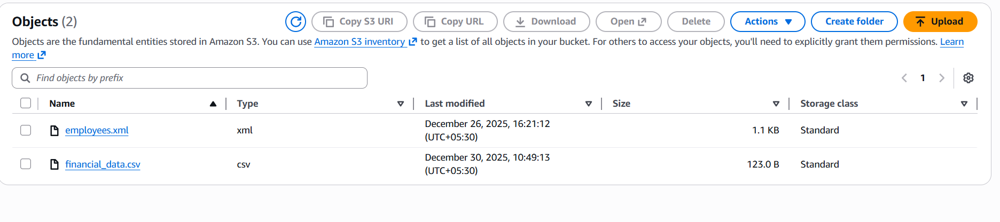 Objects (2)
Copy S3 URI
Copy URL
Download
Open
Delete
Actions
Create folder
Upload
Objects are the fundamental entities stored in Amazon S3. You can use Amazon S3 inventory to get a list of all objects in your bucket. For others to access your objects, you'll need to explicitly grant them permissions. Learn
more
Find objects by prefix
1
Name Type Last modified Size Storage class
employees.xml xml December 26, 2025, 16:21:12 1.1 KB Standard
(UTC+05:30)
financial_data.csv csv December 30, 2025, 10:49:13 123.0 B Standard
(UTC+05:30)